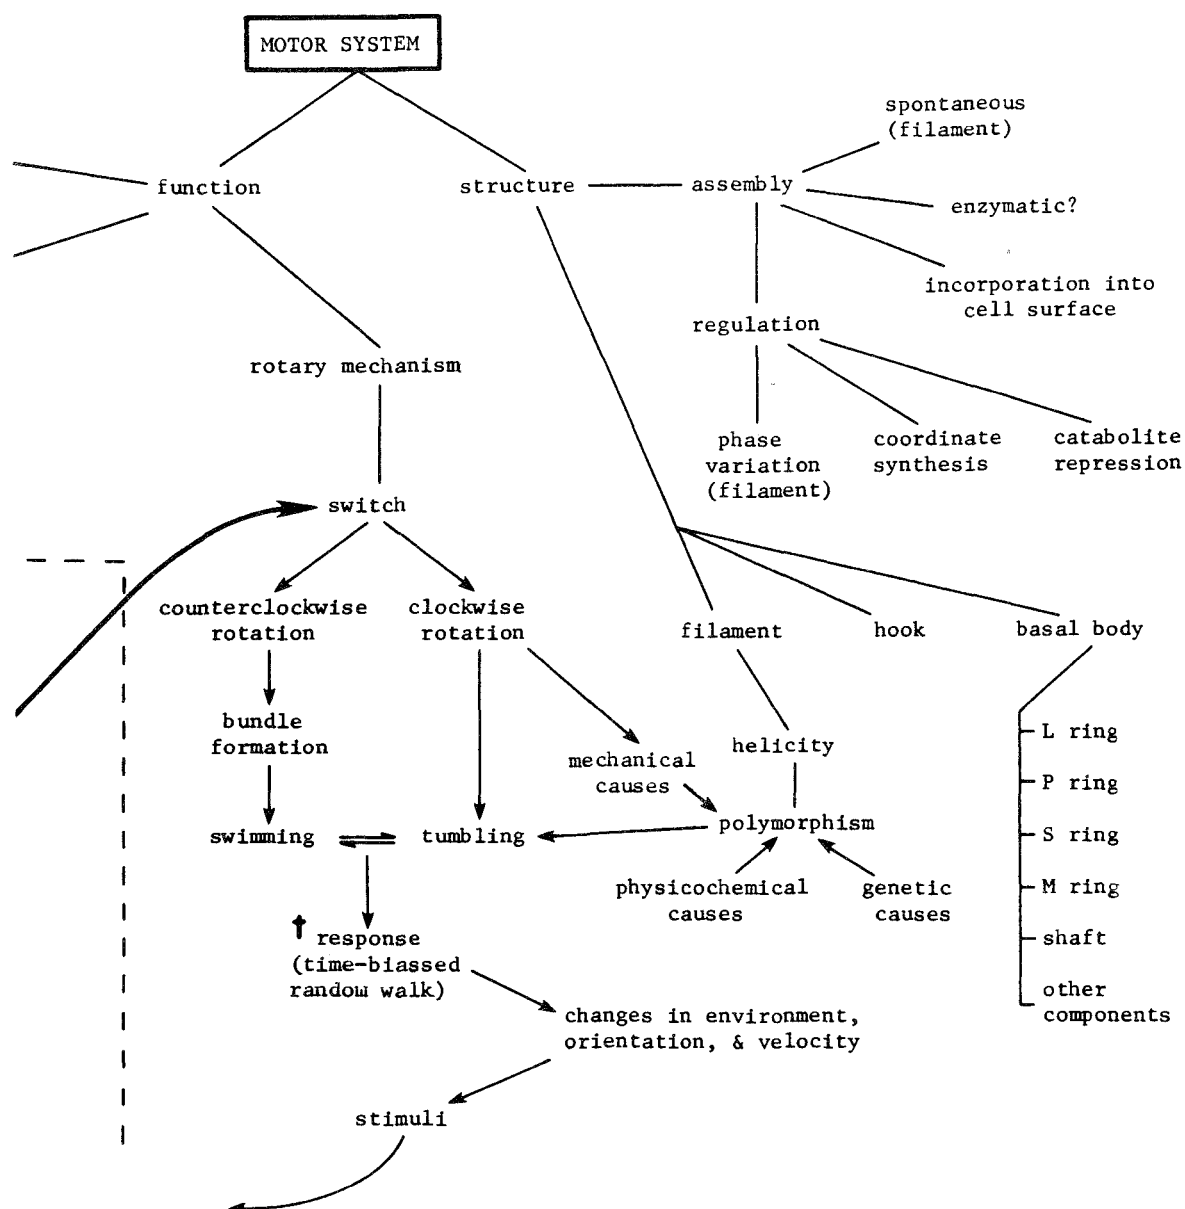 MOTOR SYSTEM
spontaneous
(filament)
function
structure
assembly
enzymatic?
incorporation into
cell surface
regulation
rotary mechanism
phase
variation
(filament)
coordinate
synthesis
catabolite
repression
switch
counterclockwise
rotation
clockwise
rotation
filament
hook
basal body
bundle
formation
mechanical
causes
helicity
L ring
P ring
swimming
tumbling
polymorphism
S ring
physicochemical
causes
genetic
causes
M ring
† response
(time-biassed
random walk)
shaft
other
components
changes in environment,
orientation, & velocity
stimuli